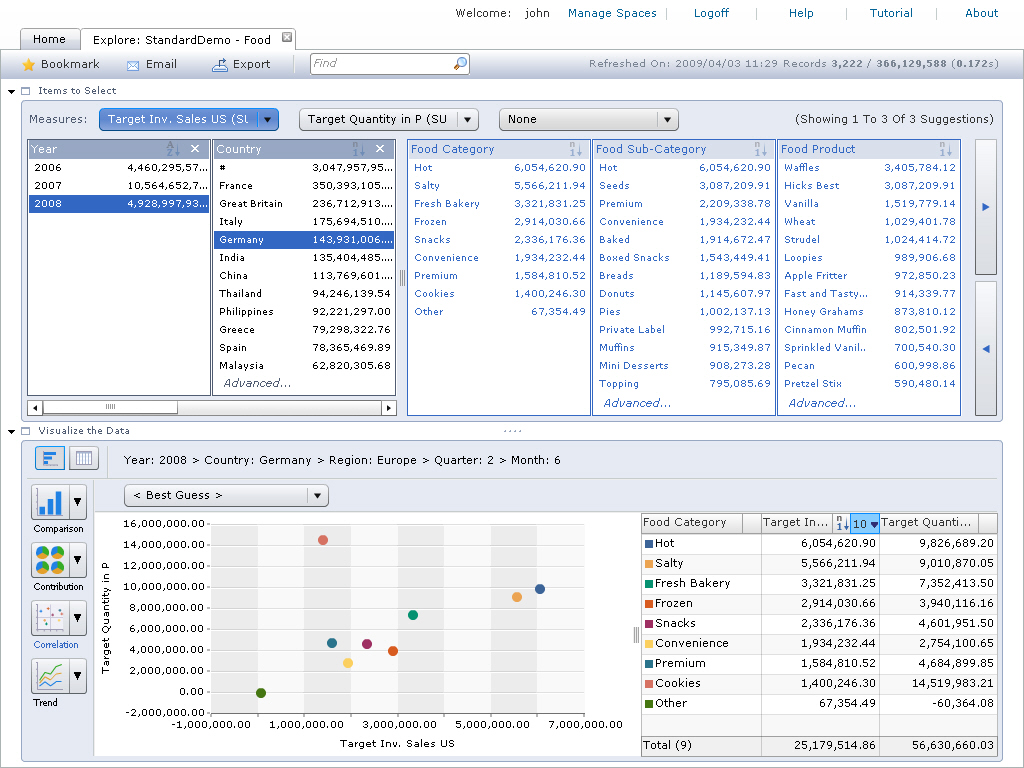 Welcome: john Manage Spaces Logoff Help Tutorial About
Home Explore: StandardDemo - Food
Bookmark Email Export Find Refreshed On: 2009/04/03 11:29 Records 3,222 / 366,129,588 (0.172s)
Items to Select
Measures: Target Inv. Sales US (SU Target Quantity in P (SU None (Showing 1 To 3 Of 3 Suggestions)
Year Country Food Category Food Sub-Category Food Product
2006 4,460,295,57... # 3,047,957,95... Hot 6,054,620.90 Hot 6,054,620.90 Waffles 3,405,784.12
2007 10,564,652,7... France 350,393,105.... Salty 5,566,211.94 Seeds 3,087,209.91 Hicks Best 3,087,209.91
2008 4,928,997,93... Great Britain 236,712,913.... Fresh Bakery 3,321,831.25 Premium 2,209,338.78 Vanilla 1,519,779.14
Italy 175,694,510.... Frozen 2,914,030.66 Convenience 1,934,232.44 Wheat 1,029,401.78
Germany 143,931,006.... Snacks 2,336,176.36 Baked 1,914,672.47 Strudel 1,024,414.72
India 135,404,485.... Convenience 1,934,232.44 Boxed Snacks 1,543,449.41 Loopies 989,906.68
China 113,769,601.... Premium 1,584,810.52 Breads 1,189,594.83 Apple Fritter 972,850.23
Thailand 94,246,139.54 Cookies 1,400,246.30 Donuts 1,145,607.97 Fast and Tasty... 914,339.77
Philippines 92,221,297.00 Other 67,354.49 Pies 1,002,137.13 Honey Grahams 873,810.12
Greece 79,298,322.76 Private Label 992,715.16 Cinnamon Muffin 802,501.92
Spain 78,365,469.89 Muffins 915,349.87 Sprinkled Vanil.. 700,540.30
Malaysia 62,820,305.68 Mini Desserts 908,273.28 Pecan 600,998.86
Advanced... Topping 795,085.69 Pretzel Stix 590,480.14
Advanced... Advanced...
Visualize the Data
Year: 2008 > Country: Germany > Region: Europe > Quarter: 2 > Month: 6
< Best Guess >
Comparison
Contribution
Correlation
Trend
Target Quantity in P
16,000,000.00
14,000,000.00
12,000,000.00
10,000,000.00
8,000,000.00
6,000,000.00
4,000,000.00
2,000,000.00
0.00
-2,000,000.00
-1,000,000.00 1,000,000.00 3,000,000.00 5,000,000.00 7,000,000.00
Target Inv. Sales US
Food Category Target In... 10 Target Quanti...
Hot 6,054,620.90 9,826,689.20
Salty 5,566,211.94 9,010,870.05
Fresh Bakery 3,321,831.25 7,352,413.50
Frozen 2,914,030.66 3,940,116.16
Snacks 2,336,176.36 4,601,951.50
Convenience 1,934,232.44 2,754,100.65
Premium 1,584,810.52 4,684,899.85
Cookies 1,400,246.30 14,519,983.21
Other 67,354.49 -60,364.08
Total (9) 25,179,514.86 56,630,660.03